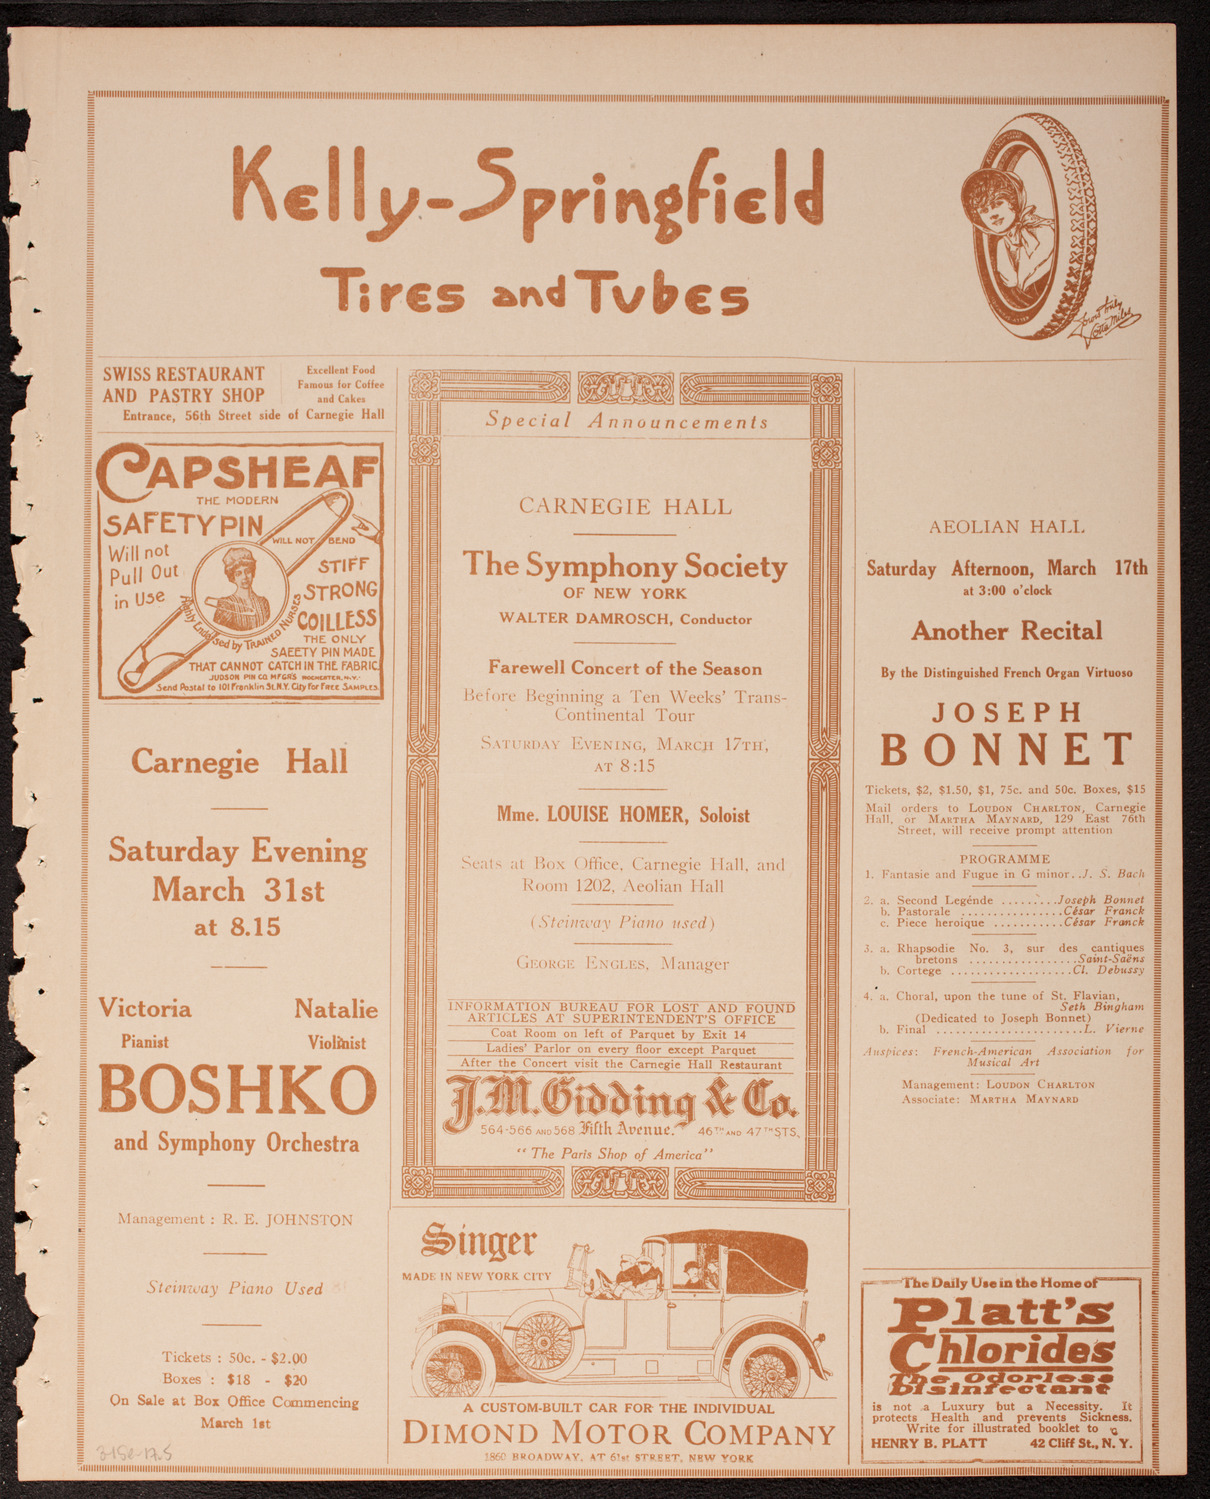 Kelly-Springfield
Tires and Tubes
SWISS RESTAURANT
AND PASTRY SHOP
Excellent Food
Famous for Coffee
and Cakes
Entrance, 56th Street side of Carnegie Hall
CAPSHEAF
THE MODERN
SAFETY PIN
WILL NOT BEND
Will not
Pull Out
in Use
STIFF
STRONG
COILLESS
Highly Endorsed by TRAINED NURSES
THE ONLY
SAFETY PIN MADE
THAT CANNOT CATCH IN THE FABRIC
JUDSON PIN CO. MFGRS ROCHESTER, N.Y.
Send Postal to 101 Franklin St., N.Y. City for FREE SAMPLES
Carnegie Hall
Saturday Evening
March 31st
at 8.15
Victoria Natalie
Pianist Violinist
BOSHKO
and Symphony Orchestra
Management : R. E. JOHNSTON
Steinway Piano Used
Tickets : 50c. - $2.00
Boxes : $18 - $20
On Sale at Box Office Commencing
March 1st
Special Announcements
CARNEGIE HALL
The Symphony Society
OF NEW YORK
WALTER DAMROSCH, Conductor
Farewell Concert of the Season
Before Beginning a Ten Weeks' Trans-
Continental Tour
SATURDAY EVENING, MARCH 17TH,
AT 8:15
Mme. LOUISE HOMER, Soloist
Seats at Box Office, Carnegie Hall, and
Room 1202, Aeolian Hall
(Steinway Piano used)
GEORGE ENGLES, Manager
INFORMATION BUREAU FOR LOST AND FOUND
ARTICLES AT SUPERINTENDENT'S OFFICE
Coat Room on left of Parquet by Exit 14
Ladies' Parlor on every floor except Parquet
After the Concert visit the Carnegie Hall Restaurant
J.M. Gidding & Co.
564-566 AND 568 Fifth Avenue. 46TH AND 47TH STS.
"The Paris Shop of America"
Singer
MADE IN NEW YORK CITY
A CUSTOM-BUILT CAR FOR THE INDIVIDUAL
DIMOND MOTOR COMPANY
1860 BROADWAY, AT 61st STREET, NEW YORK
AEOLIAN HALL
Saturday Afternoon, March 17th
at 3:00 o'clock
Another Recital
By the Distinguished French Organ Virtuoso
JOSEPH
BONNET
Tickets, $2, $1.50, $1, 75c. and 50c. Boxes, $15
Mail orders to LOUDON CHARLTON, Carnegie
Hall, or MARTHA MAYNARD, 129 East 76th
Street, will receive prompt attention
PROGRAMME
1. Fantasie and Fugue in G minor..J. S. Bach
2. a. Second Legénde .........Joseph Bonnet
b. Pastorale ................César Franck
c. Piece heroique ...........César Franck
3. a. Rhapsodie No. 3, sur des cantiques
bretons .................Saint-Saëns
b. Cortege ...................Cl. Debussy
4. a. Choral, upon the tune of St. Flavian,
Seth Bingham
(Dedicated to Joseph Bonnet)
b. Final .......................L. Vierne
Auspices: French-American Association for
Musical Art
Management: LOUDON CHARLTON
Associate: MARTHA MAYNARD
The Daily Use in the Home of
Platt's
Chlorides
The Odorless
Disinfectant
is not a Luxury but a Necessity. It
protects Health and prevents Sickness.
Write for illustrated booklet to
HENRY B. PLATT 42 Cliff St., N. Y.